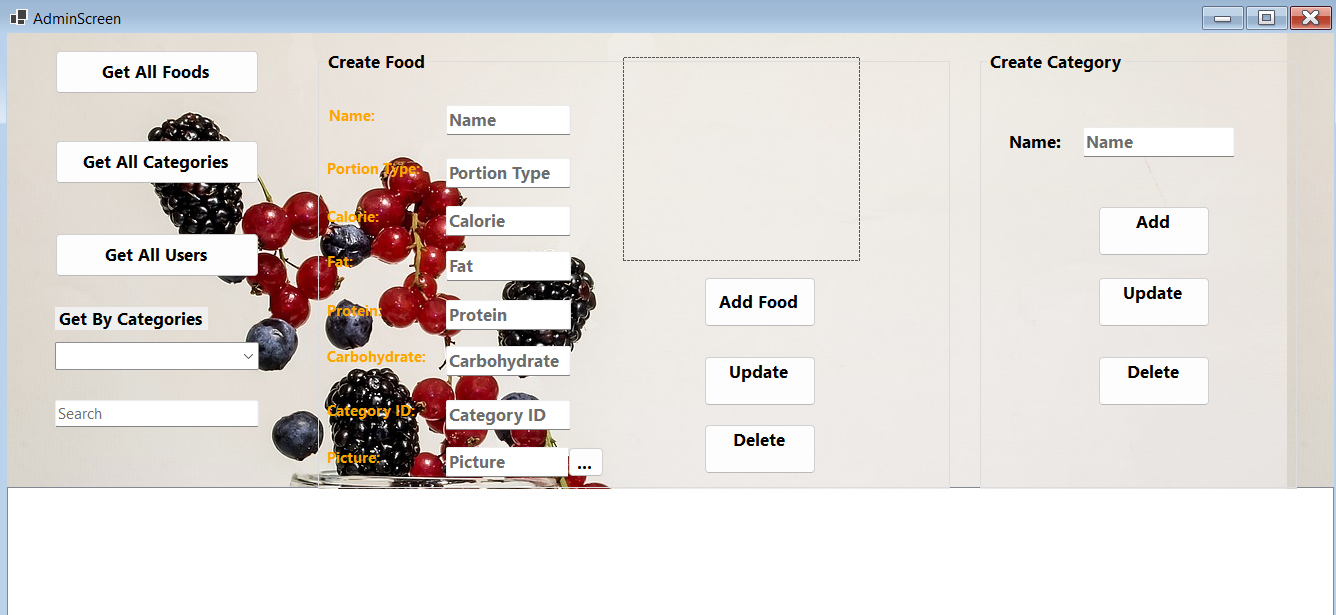 AdminScreen
Get All Foods
Get All Categories
Get All Users
Get By Categories
Search
Create Food
Name:
Name
Portion Type:
Portion Type
Calorie:
Calorie
Fat:
Fat
Protein:
Protein
Carbohydrate:
Carbohydrate
Category ID:
Category ID
Picture:
Picture
...
Add Food
Update
Delete
Create Category
Name:
Name
Add
Update
Delete